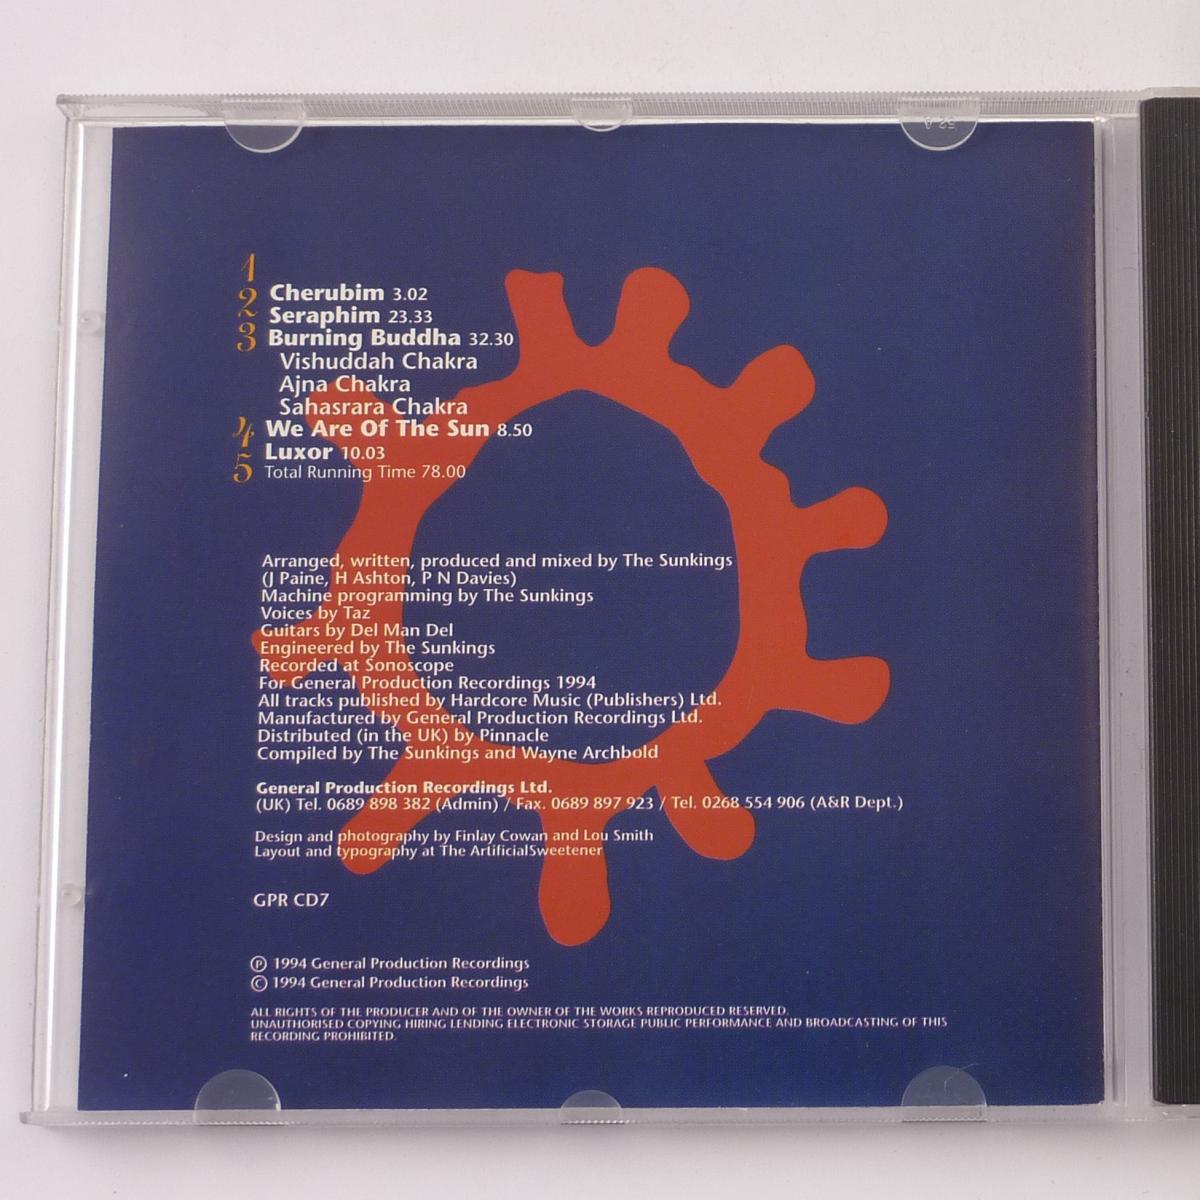 1
2 Cherubim 3.02
Seraphim 23.33
3 Burning Buddha 32.30
Vishuddah Chakra
Ajna Chakra
Sahasrara Chakra
4 We Are Of The Sun 8.50
Luxor 10.03
5 Total Running Time 78.00
Arranged, written, produced and mixed by The Sunkings
(J Paine, H Ashton, P N Davies)
Machine programming by The Sunkings
Voices by Taz
Guitars by Del Man Del
Engineered by The Sunkings
Recorded at Sonoscope
For General Production Recordings 1994
All tracks published by Hardcore Music (Publishers) Ltd.
Manufactured by General Production Recordings Ltd.
Distributed (in the UK) by Pinnacle
Compiled by The Sunkings and Wayne Archbold
General Production Recordings Ltd.
(UK) Tel. 0689 898 382 (Admin) / Fax. 0689 897 923 / Tel. 0268 554 906 (A&R Dept.)
Design and photography by Finlay Cowan and Lou Smith
Layout and typography at The ArtificialSweetener
GPR CD7
℗ 1994 General Production Recordings
© 1994 General Production Recordings
ALL RIGHTS OF THE PRODUCER AND OF THE OWNER OF THE WORKS REPRODUCED RESERVED.
UNAUTHORISED COPYING HIRING LENDING ELECTRONIC STORAGE PUBLIC PERFORMANCE AND BROADCASTING OF THIS
RECORDING PROHIBITED.